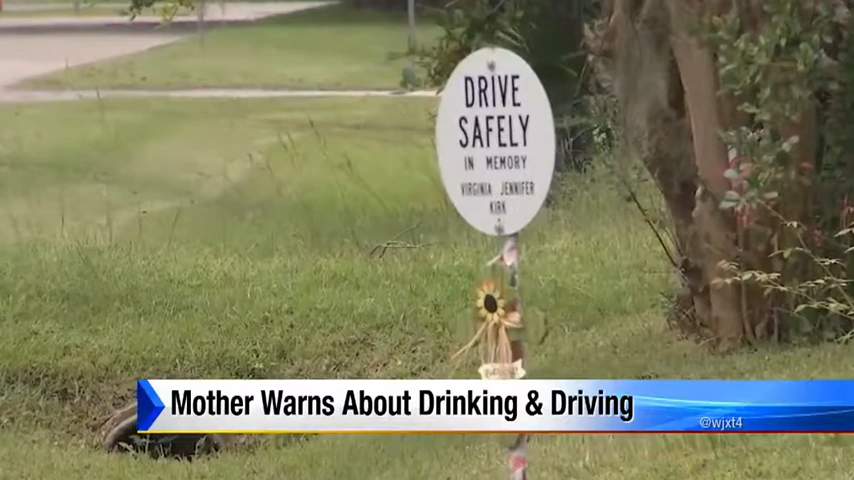 DRIVE
SAFELY
IN MEMORY
VIRGINIA JENNIFER
KIRK
Mother Warns About Drinking & Driving
@wjxt4